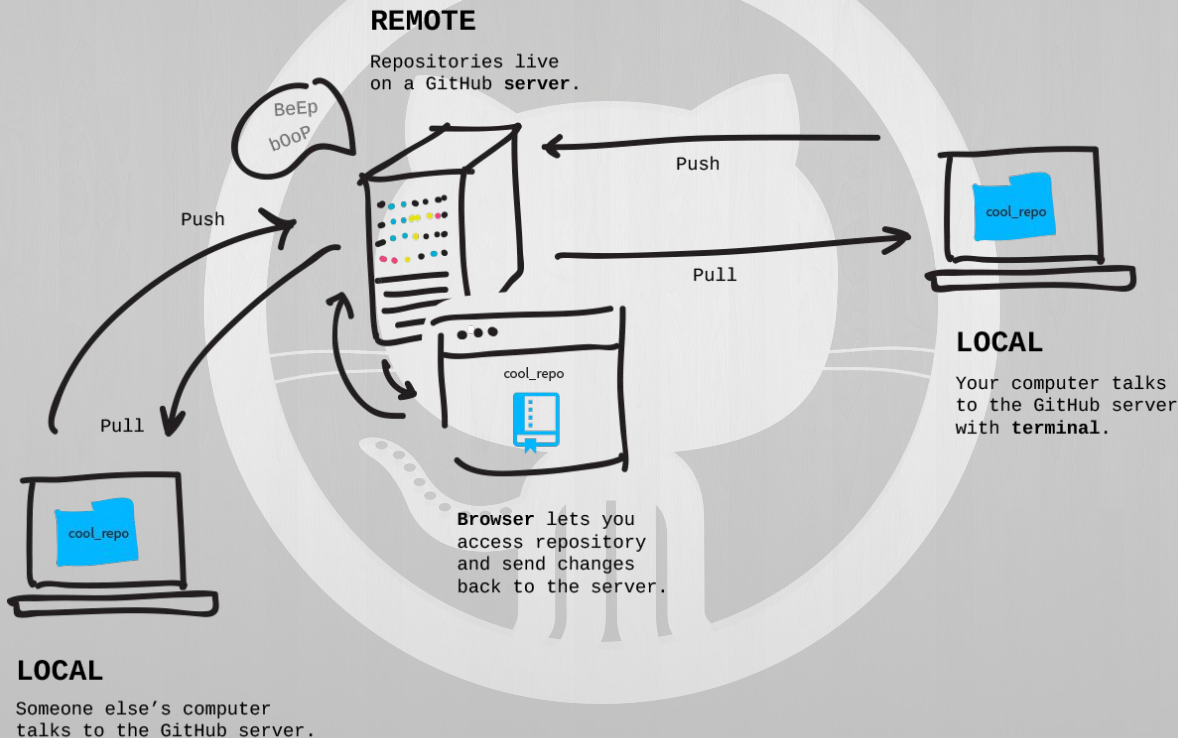 REMOTE
Repositories live
on a GitHub server.
BeEp
bOoP
Push
Pull
cool_repo
LOCAL
Your computer talks
to the GitHub server
with terminal.
Push
Pull
cool_repo
Browser lets you
access repository
and send changes
back to the server.
cool_repo
LOCAL
Someone else’s computer
talks to the GitHub server.